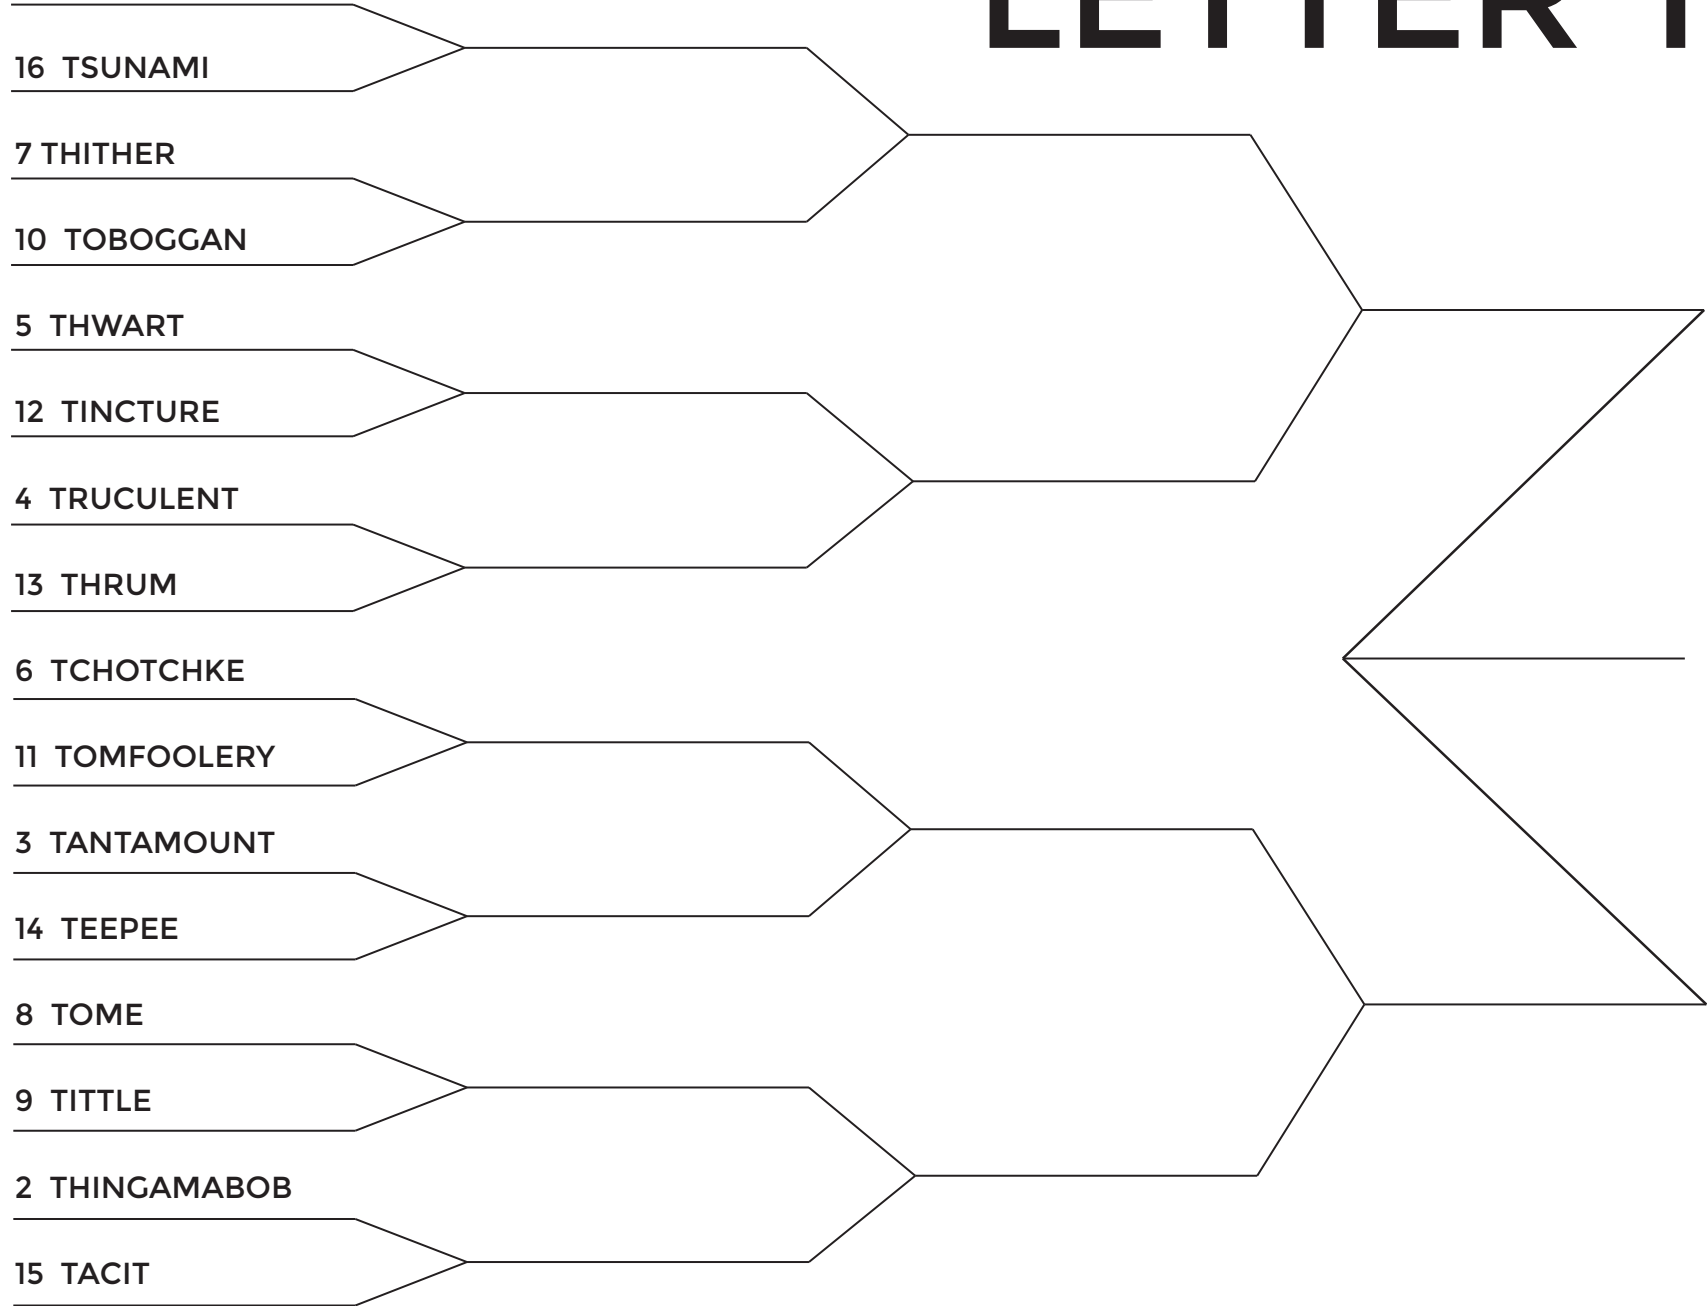 LETTER T
16 TSUNAMI
7 THITHER
10 TOBOGGAN
5 THWART
12 TINCTURE
4 TRUCULENT
13 THRUM
6 TCHOTCHKE
11 TOMFOOLERY
3 TANTAMOUNT
14 TEEPEE
8 TOME
9 TITTLE
2 THINGAMABOB
15 TACIT